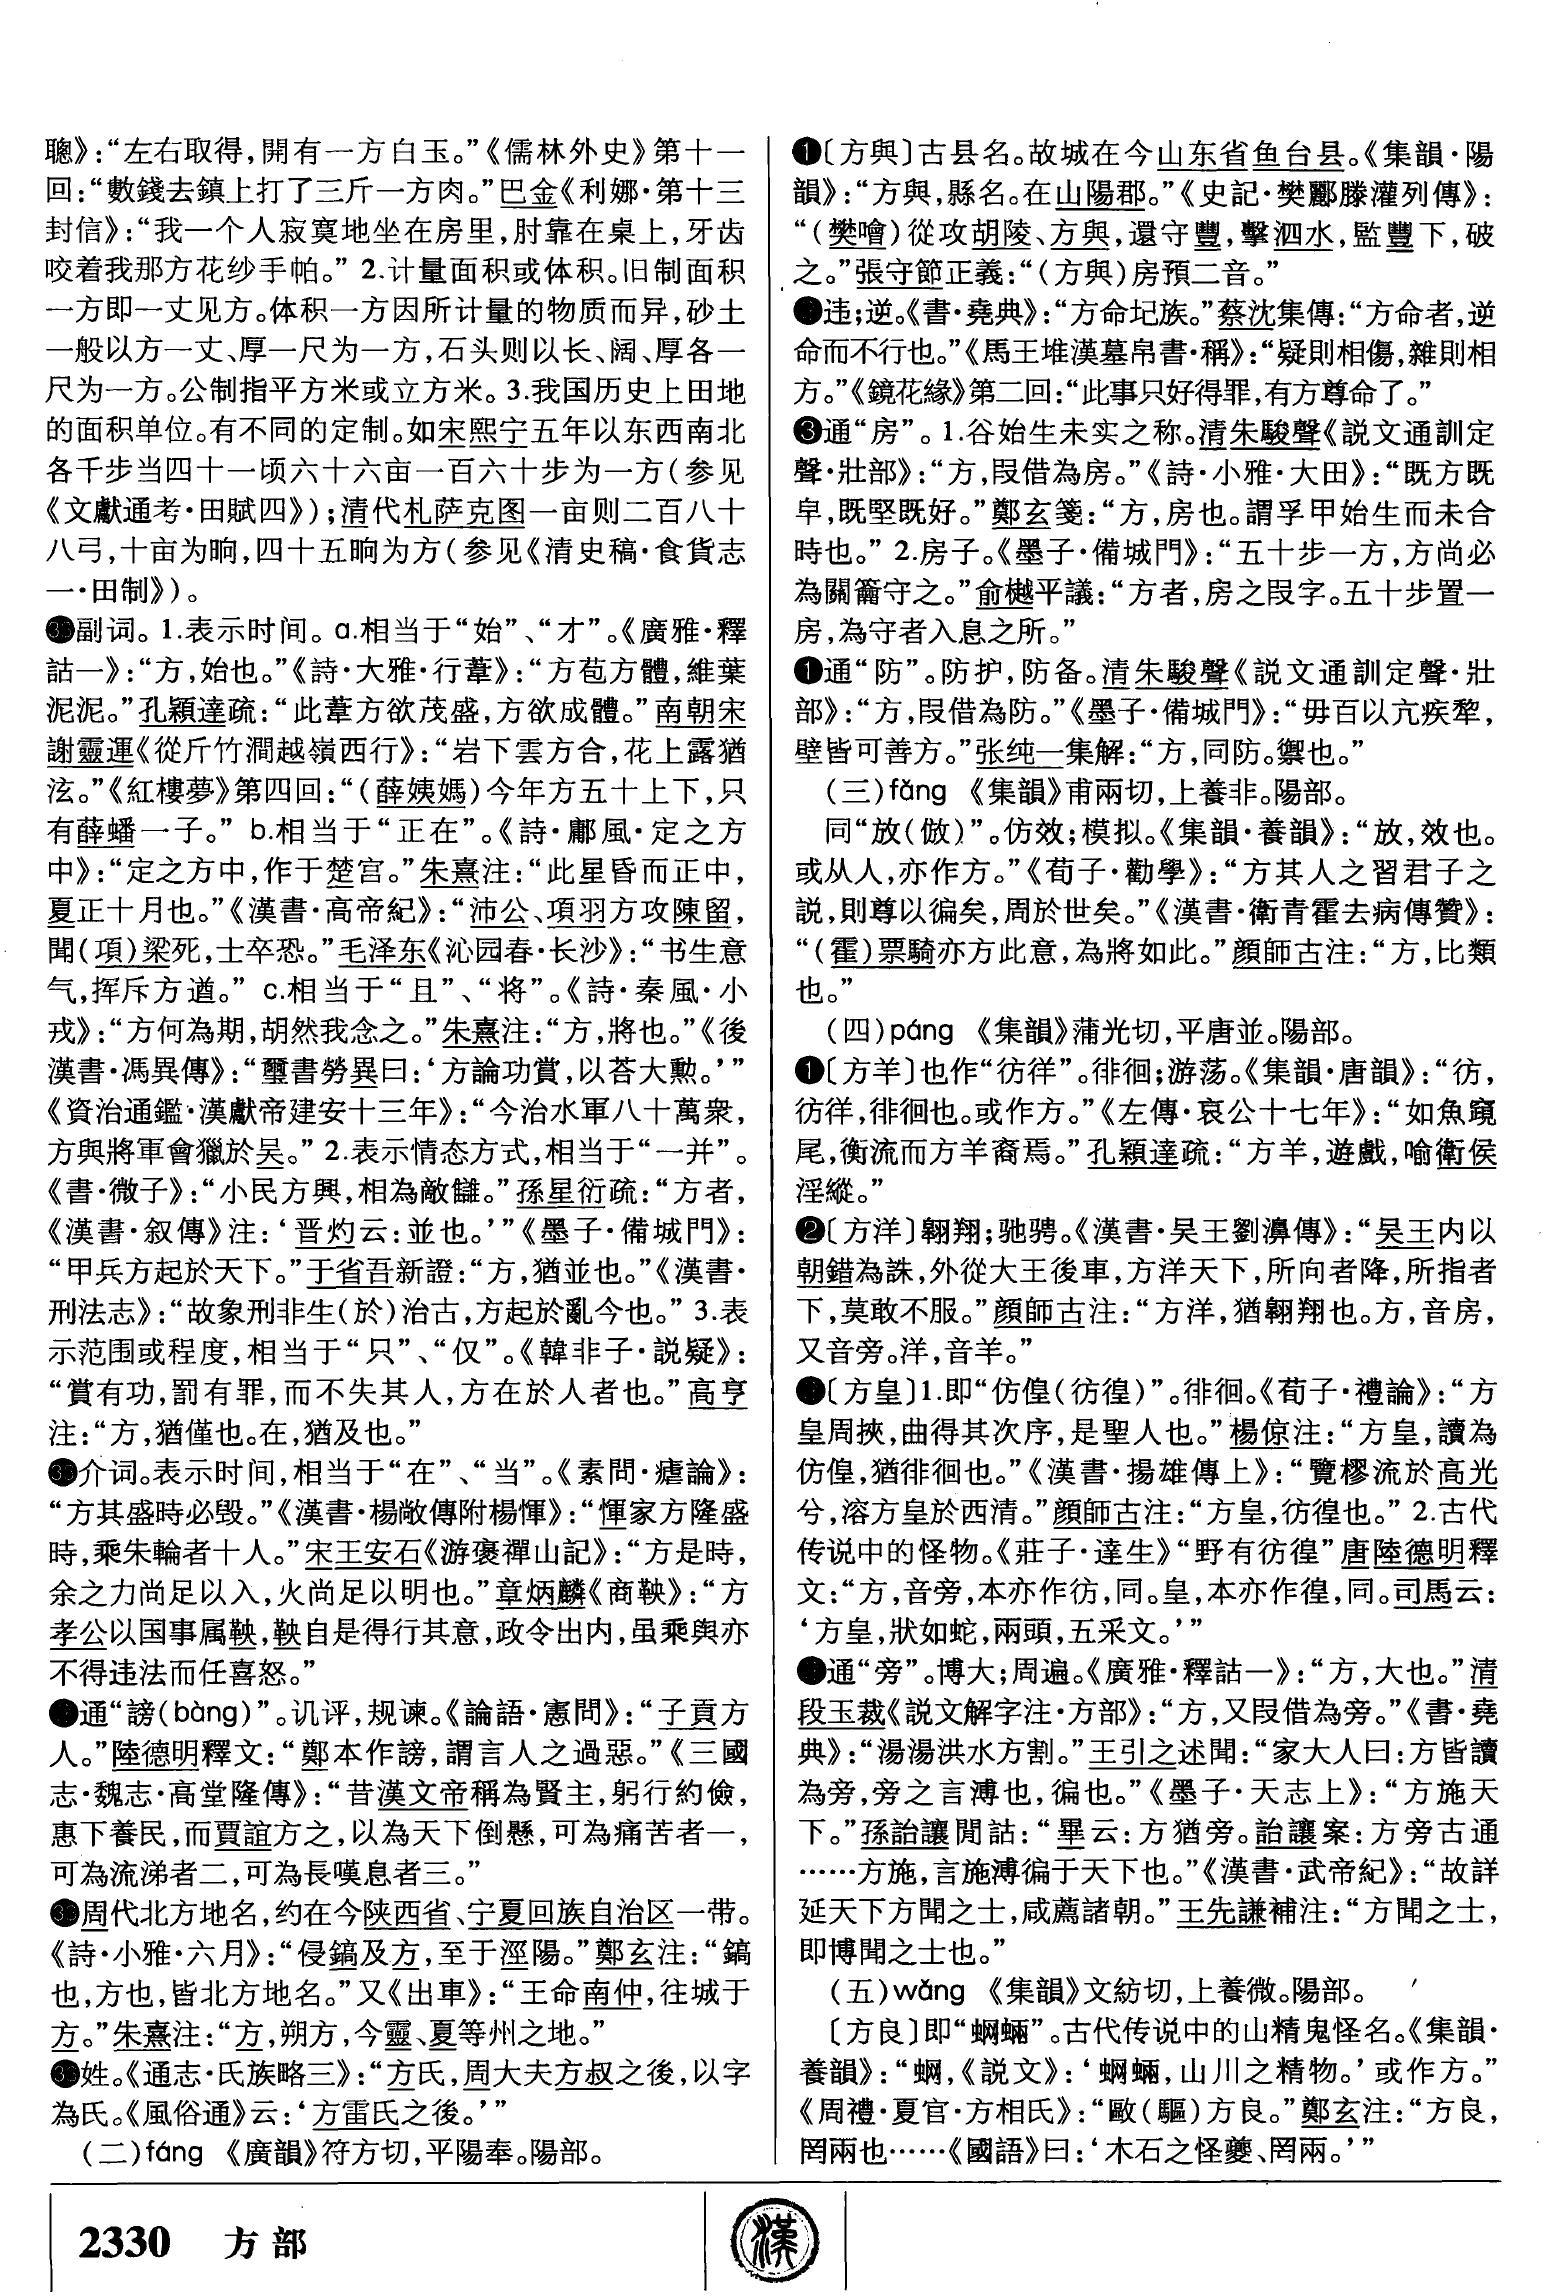 聰》：“左右取得，開有一方白玉。”《儒林外史》第十一
回：“數錢去鎮上打了三斤一方肉。”巴金《利娜·第十三
封信》：“我一个人寂寞地坐在房里，肘靠在桌上，牙齿
咬着我那方花纱手帕。” 2.计量面积或体积。旧制面积
一方即一丈见方。体积一方因所计量的物质而异，砂土
一般以方一丈、厚一尺为一方，石头则以长、阔、厚各一
尺为一方。公制指平方米或立方米。 3.我国历史上田地
的面积单位。有不同的定制。如宋熙宁五年以东西南北
各千步当四十一顷六十六亩一百六十步为一方（参见
《文獻通考·田賦四》）；清代札萨克图一亩则二百八十
八弓，十亩为晌，四十五晌为方（参见《清史稿·食貨志
一·田制》）。
副词。 1.表示时间。 a.相当于“始”、“才”。《廣雅·釋
詁一》：“方，始也。”《詩·大雅·行葦》：“方苞方體，維葉
泥泥。”孔穎達疏：“此葦方欲茂盛，方欲成體。”南朝宋
謝靈運《從斤竹澗越嶺西行》：“岩下雲方合，花上露猶
泫。”《紅樓夢》第四回：“（薛姨媽）今年方五十上下，只
有薛蟠一子。” b.相当于“正在”。《詩·鄘風·定之方
中》：“定之方中，作于楚宫。”朱熹注：“此星昏而正中，
夏正十月也。”《漢書·高帝紀》：“沛公、項羽方攻陳留，
聞（項）梁死，士卒恐。”毛泽东《沁园春·长沙》：“书生意
气，挥斥方遒。” c.相当于“且”、“将”。《詩·秦風·小
戎》：“方何為期，胡然我念之。”朱熹注：“方，將也。”《後
漢書·馮異傳》：“璽書勞異曰：‘方論功賞，以荅大勲。’”
《資治通鑑·漢獻帝建安十三年》：“今治水軍八十萬衆，
方與將軍會獵於吴。” 2.表示情态方式，相当于“一并”。
《書·微子》：“小民方興，相為敵讎。”孫星衍疏：“方者，
《漢書·叙傳》注：‘晋灼云：並也。’”《墨子·備城門》：
“甲兵方起於天下。”于省吾新證：“方，猶並也。”《漢書·
刑法志》：“故象刑非生（於）治古，方起於亂今也。” 3.表
示范围或程度，相当于“只”、“仅”。《韓非子·説疑》：
“賞有功，罰有罪，而不失其人，方在於人者也。”高亨
注：“方，猶僅也。在，猶及也。”
介词。表示时间，相当于“在”、“当”。《素問·瘧論》：
“方其盛時必毁。”《漢書·楊敞傳附楊惲》：“惲家方隆盛
時，乘朱輪者十人。”宋王安石《游褒禪山記》：“方是時，
余之力尚足以入，火尚足以明也。”章炳麟《商鞅》：“方
孝公以国事属鞅，鞅自是得行其意，政令出内，虽乘舆亦
不得违法而任喜怒。”
通“謗（bàng）”。讥评，规谏。《論語·憲問》：“子貢方
人。”陸德明釋文：“鄭本作謗，謂言人之過惡。”《三國
志·魏志·高堂隆傳》：“昔漢文帝稱為賢主，躬行約儉，
惠下養民，而賈誼方之，以為天下倒懸，可為痛苦者一，
可為流涕者二，可為長嘆息者三。”
周代北方地名，约在今陕西省、宁夏回族自治区一带。
《詩·小雅·六月》：“侵鎬及方，至于涇陽。”鄭玄注：“鎬
也，方也，皆北方地名。”又《出車》：“王命南仲，往城于
方。”朱熹注：“方，朔方，今靈、夏等州之地。”
姓。《通志·氏族略三》：“方氏，周大夫方叔之後，以字
為氏。《風俗通》云：‘方雷氏之後。’”
（二）fáng 《廣韻》符方切，平陽奉。陽部。
❶〔方與〕古县名。故城在今山东省鱼台县。《集韻·陽
韻》：“方與，縣名。在山陽郡。”《史記·樊酈滕灌列傳》：
“（樊噲）從攻胡陵、方與，還守豐，擊泗水，監豐下，破
之。”張守節正義：“（方與）房預二音。”
违；逆。《書·堯典》：“方命圮族。”蔡沈集傳：“方命者，逆
命而不行也。”《馬王堆漢墓帛書·稱》：“疑則相傷，雜則相
方。”《鏡花緣》第二回：“此事只好得罪，有方尊命了。”
❸通“房”。 1.谷始生未实之称。清朱駿聲《説文通訓定
聲·壯部》：“方，叚借為房。”《詩·小雅·大田》：“既方既
皁，既堅既好。”鄭玄箋：“方，房也。謂孚甲始生而未合
時也。” 2.房子。《墨子·備城門》：“五十步一方，方尚必
為關籥守之。”俞樾平議：“方者，房之叚字。五十步置一
房，為守者入息之所。”
❶通“防”。防护，防备。清朱駿聲《説文通訓定聲·壯
部》：“方，叚借為防。”《墨子·備城門》：“毋百以亢疾犂，
壁皆可善方。”张纯一集解：“方，同防。禦也。”
（三）fǎng 《集韻》甫兩切，上養非。陽部。
同“放（倣）”。仿效；模拟。《集韻·養韻》：“放，效也。
或从人，亦作方。”《荀子·勸學》：“方其人之習君子之
説，則尊以徧矣，周於世矣。”《漢書·衛青霍去病傳贊》：
“（霍）票騎亦方此意，為將如此。”顔師古注：“方，比類
也。”
（四）páng 《集韻》蒲光切，平唐並。陽部。
❶〔方羊〕也作“彷徉”。徘徊；游荡。《集韻·唐韻》：“彷，
彷徉，徘徊也。或作方。”《左傳·哀公十七年》：“如魚竀
尾，衡流而方羊裔焉。”孔穎達疏：“方羊，遊戲，喻衛侯
淫縱。”
❷〔方洋〕翱翔；驰骋。《漢書·吴王劉濞傳》：“吴王内以
朝錯為誅，外從大王後車，方洋天下，所向者降，所指者
下，莫敢不服。”顔師古注：“方洋，猶翱翔也。方，音房，
又音旁。洋，音羊。”
〔方皇〕1.即“仿偟（彷徨）”。徘徊。《荀子·禮論》：“方
皇周挾，曲得其次序，是聖人也。”楊倞注：“方皇，讀為
仿偟，猶徘徊也。”《漢書·揚雄傳上》：“覽樛流於高光
兮，溶方皇於西清。”顔師古注：“方皇，彷徨也。” 2.古代
传说中的怪物。《莊子·達生》“野有彷徨”唐陸德明釋
文：“方，音旁，本亦作彷，同。皇，本亦作徨，同。司馬云：
‘方皇，狀如蛇，兩頭，五采文。’”
通“旁”。博大；周遍。《廣雅·釋詁一》：“方，大也。”清
段玉裁《説文解字注·方部》：“方，又叚借為旁。”《書·堯
典》：“湯湯洪水方割。”王引之述聞：“家大人曰：方皆讀
為旁，旁之言溥也，徧也。”《墨子·天志上》：“方施天
下。”孫詒讓閒詁：“畢云：方猶旁。詒讓案：方旁古通
……方施，言施溥徧于天下也。”《漢書·武帝紀》：“故詳
延天下方聞之士，咸薦諸朝。”王先謙補注：“方聞之士，
即博聞之士也。”
（五）wǎng 《集韻》文紡切，上養微。陽部。
〔方良〕即“蝄蜽”。古代传说中的山精鬼怪名。《集韻·
養韻》：“蝄，《説文》：‘蝄蜽，山川之精物。’或作方。”
《周禮·夏官·方相氏》：“敺（驅）方良。”鄭玄注：“方良，
罔兩也……《國語》曰：‘木石之怪夔、罔兩。’”
2330 方部
漢